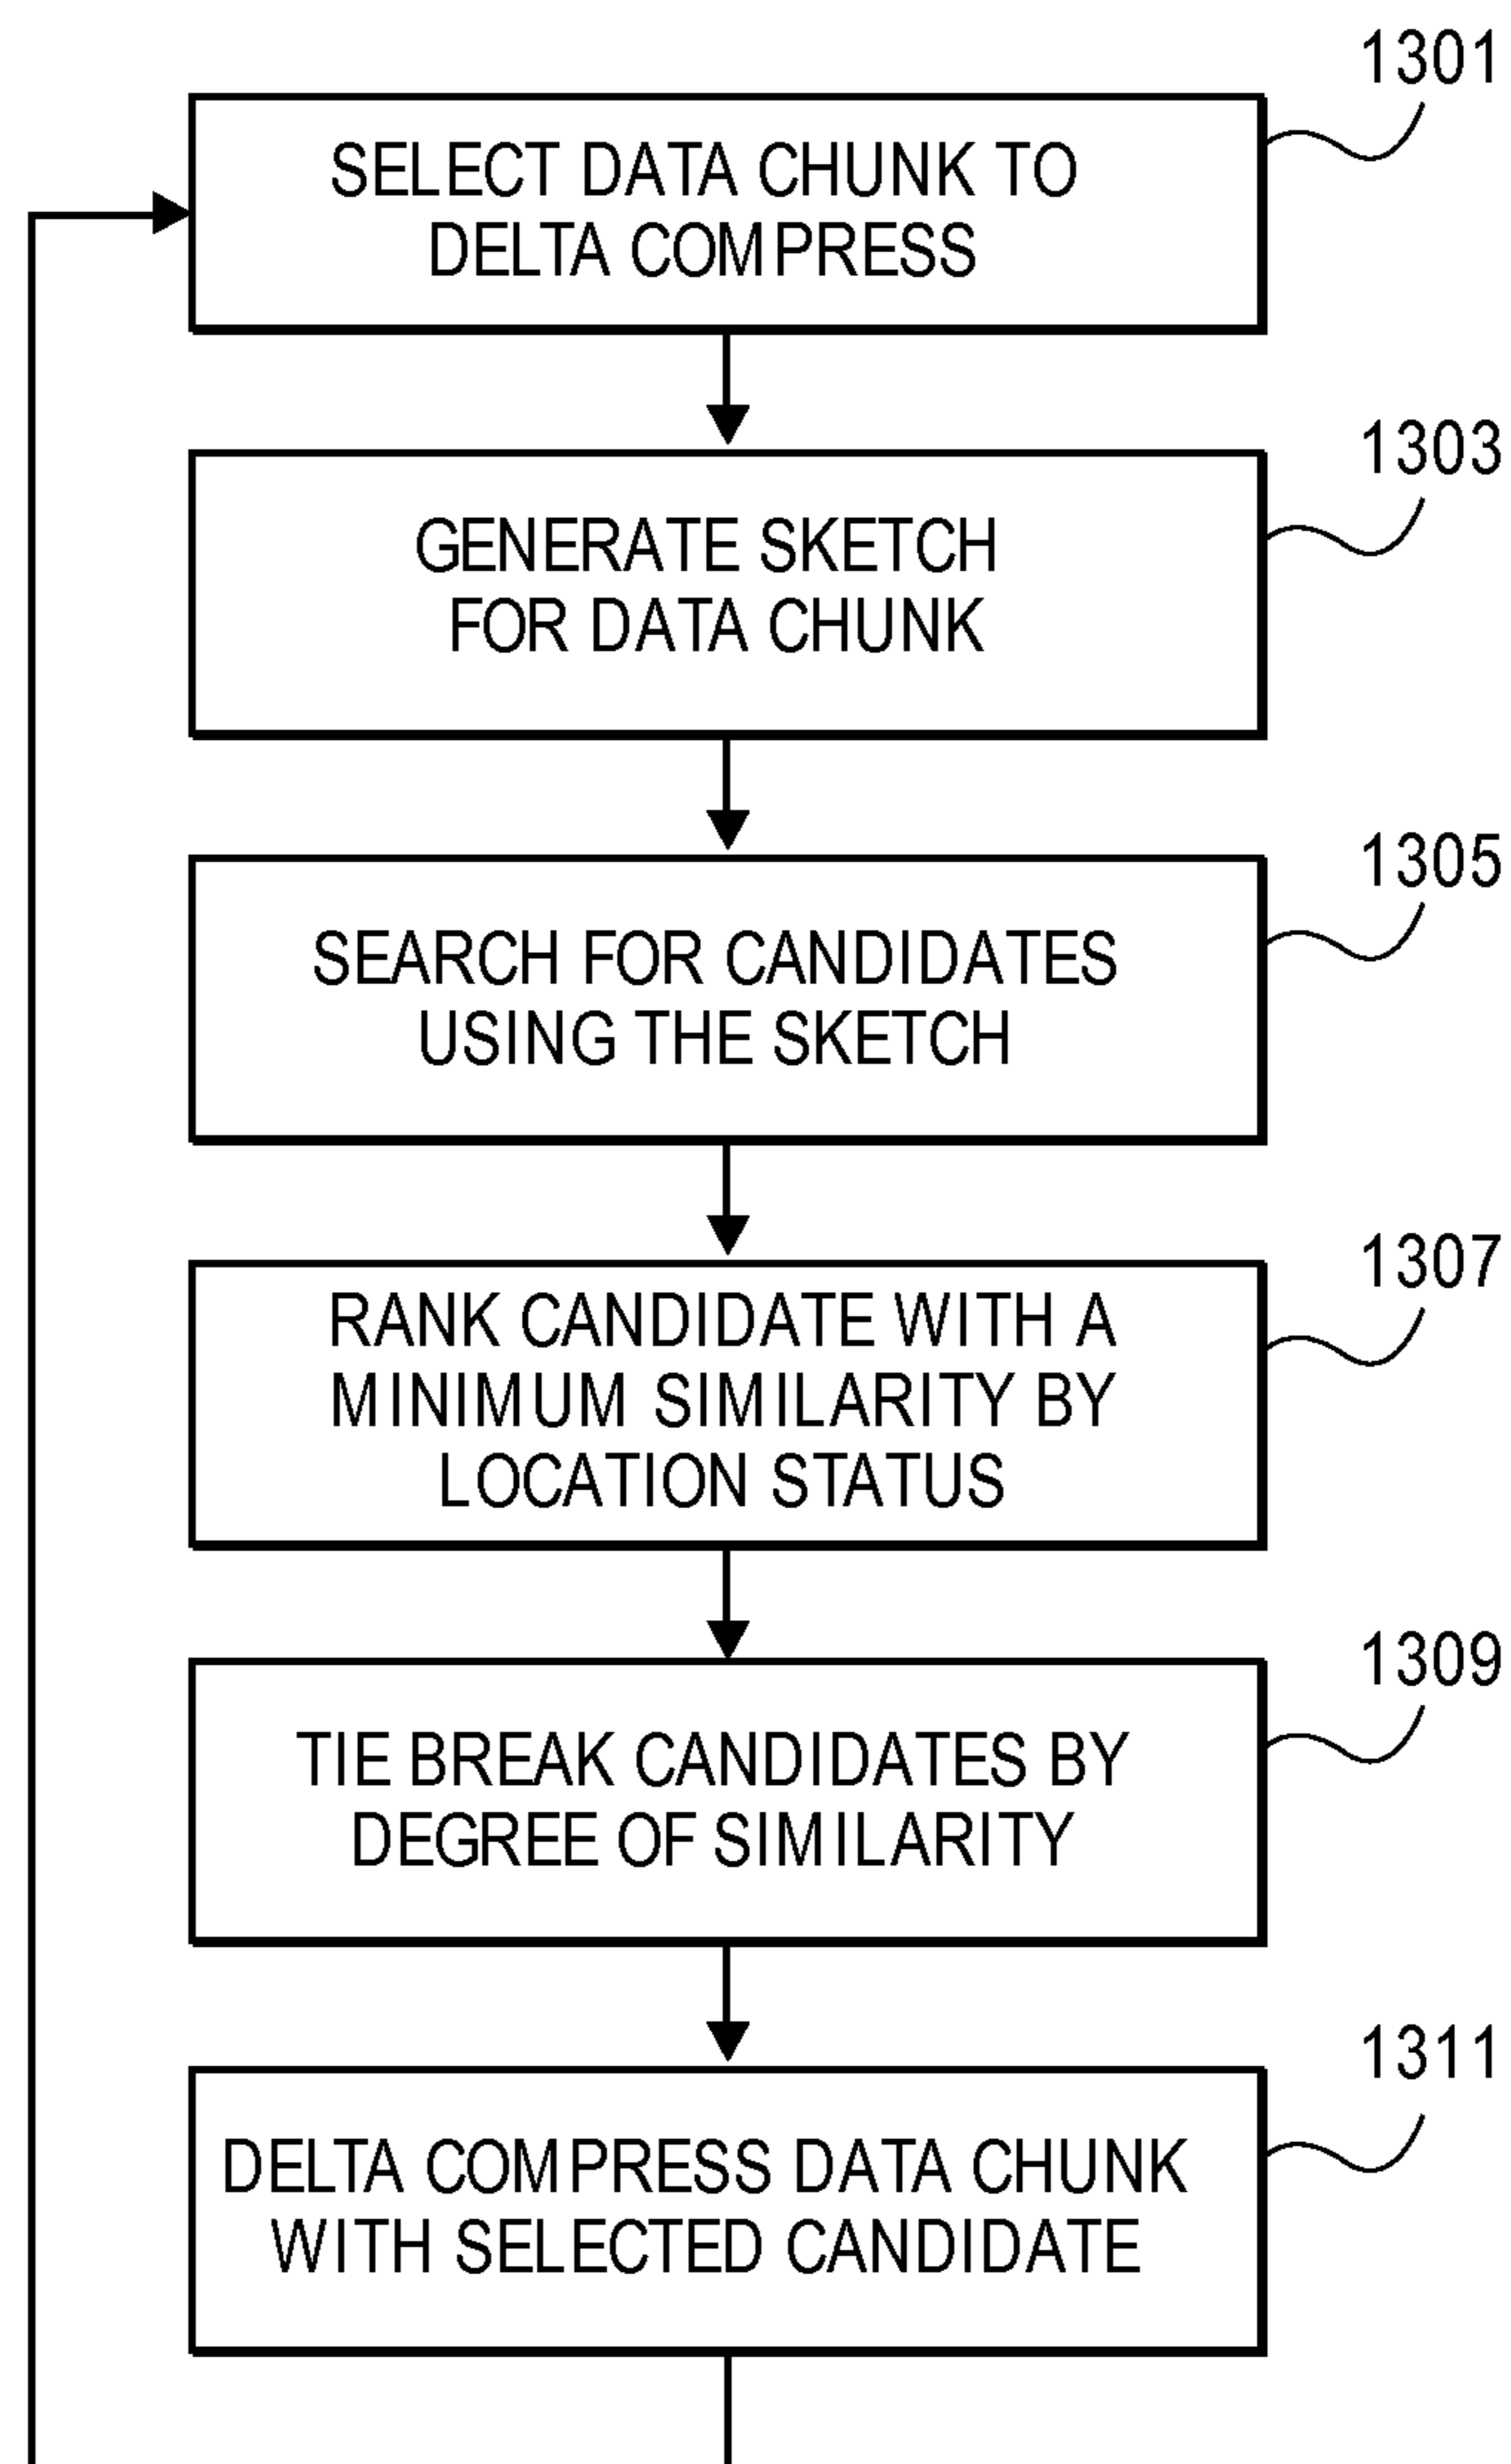 1301
SELECT DATA CHUNK TO
DELTA COMPRESS
1303
GENERATE SKETCH
FOR DATA CHUNK
1305
SEARCH FOR CANDIDATES
USING THE SKETCH
1307
RANK CANDIDATE WITH A
MINIMUM SIMILARITY BY
LOCATION STATUS
1309
TIE BREAK CANDIDATES BY
DEGREE OF SIMILARITY
1311
DELTA COMPRESS DATA CHUNK
WITH SELECTED CANDIDATE